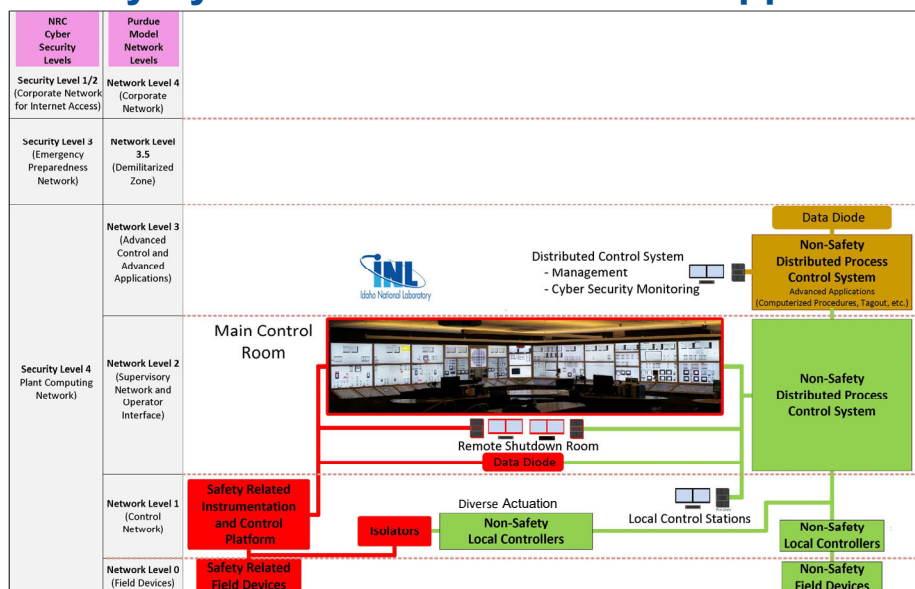 NRC
Cyber
Security
Levels
Purdue
Model
Network
Levels
Security Level 1/2
(Corporate Network
for Internet Access)
Network Level 4
(Corporate
Network)
Security Level 3
(Emergency
Preparedness
Network)
Network Level
3.5
(Demilitarized
Zone)
Network Level 3
(Advanced
Control and
Advanced
Applications)
INL
Idaho National Laboratory
Distributed Control System
- Management
- Cyber Security Monitoring
Data Diode
Non-Safety
Distributed Process
Control System
Advanced Applications
(Computerized Procedures, Tagout, etc.)
Security Level 4
Plant Computing
Network)
Network Level 2
(Supervisory
Network and
Operator
Interface)
Main Control
Room
Non-Safety
Distributed Process
Control System
Remote Shutdown Room
Data Diode
Network Level 1
(Control
Network)
Safety Related
Instrumentation
and Control
Platform
Isolators
Diverse Actuation
Non-Safety
Local Controllers
Local Control Stations
Non-Safety
Local Controllers
Network Level 0
(Field Devices)
Safety Related
Field Devices
Non-Safety
Field Devices